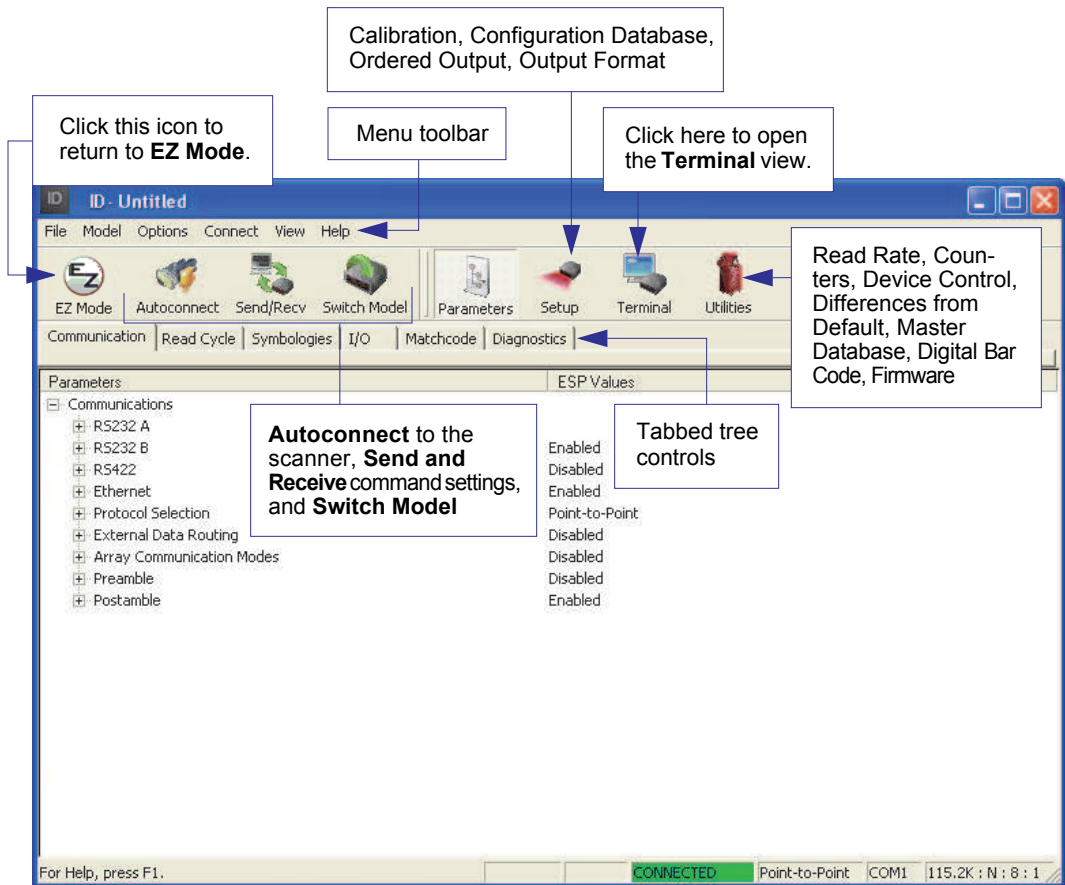 Calibration, Configuration Database,
Ordered Output, Output Format
Click this icon to
return to EZ Mode.
Menu toolbar
Click here to open
the Terminal view.
ID
ID - Untitled
File Model Options Connect View Help
EZ
EZ Mode Autoconnect Send/Recv Switch Model Parameters Setup Terminal Utilities
Read Rate, Coun-
ters, Device Control,
Differences from
Default, Master
Database, Digital Bar
Code, Firmware
Communication Read Cycle Symbologies I/O Matchcode Diagnostics
Parameters ESP Values
Communications
RS232 A
RS232 B Enabled
RS422 Disabled
Ethernet Enabled
Protocol Selection Point-to-Point
External Data Routing Disabled
Array Communication Modes Disabled
Preamble Disabled
Postamble Enabled
Autoconnect to the
scanner, Send and
Receive command settings,
and Switch Model
Tabbed tree
controls
For Help, press F1. CONNECTED Point-to-Point COM1 115.2K : N : 8 : 1